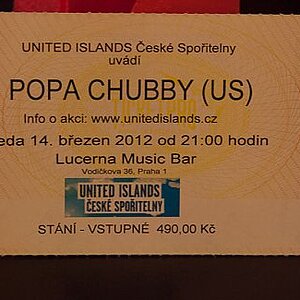 UNITED ISLANDS České Spořitelny
uvádí
POPA CHUBBY (US)
Info o akci: www.unitedislands.cz
eda 14. březen 2012 od 21:00 hodin
Lucerna Music Bar
Vodičkova 36, Praha 1
UNITED ISLANDS
ČESKÉ SPOŘITELNY
STÁNÍ - VSTUPNÉ 490,00 Kč